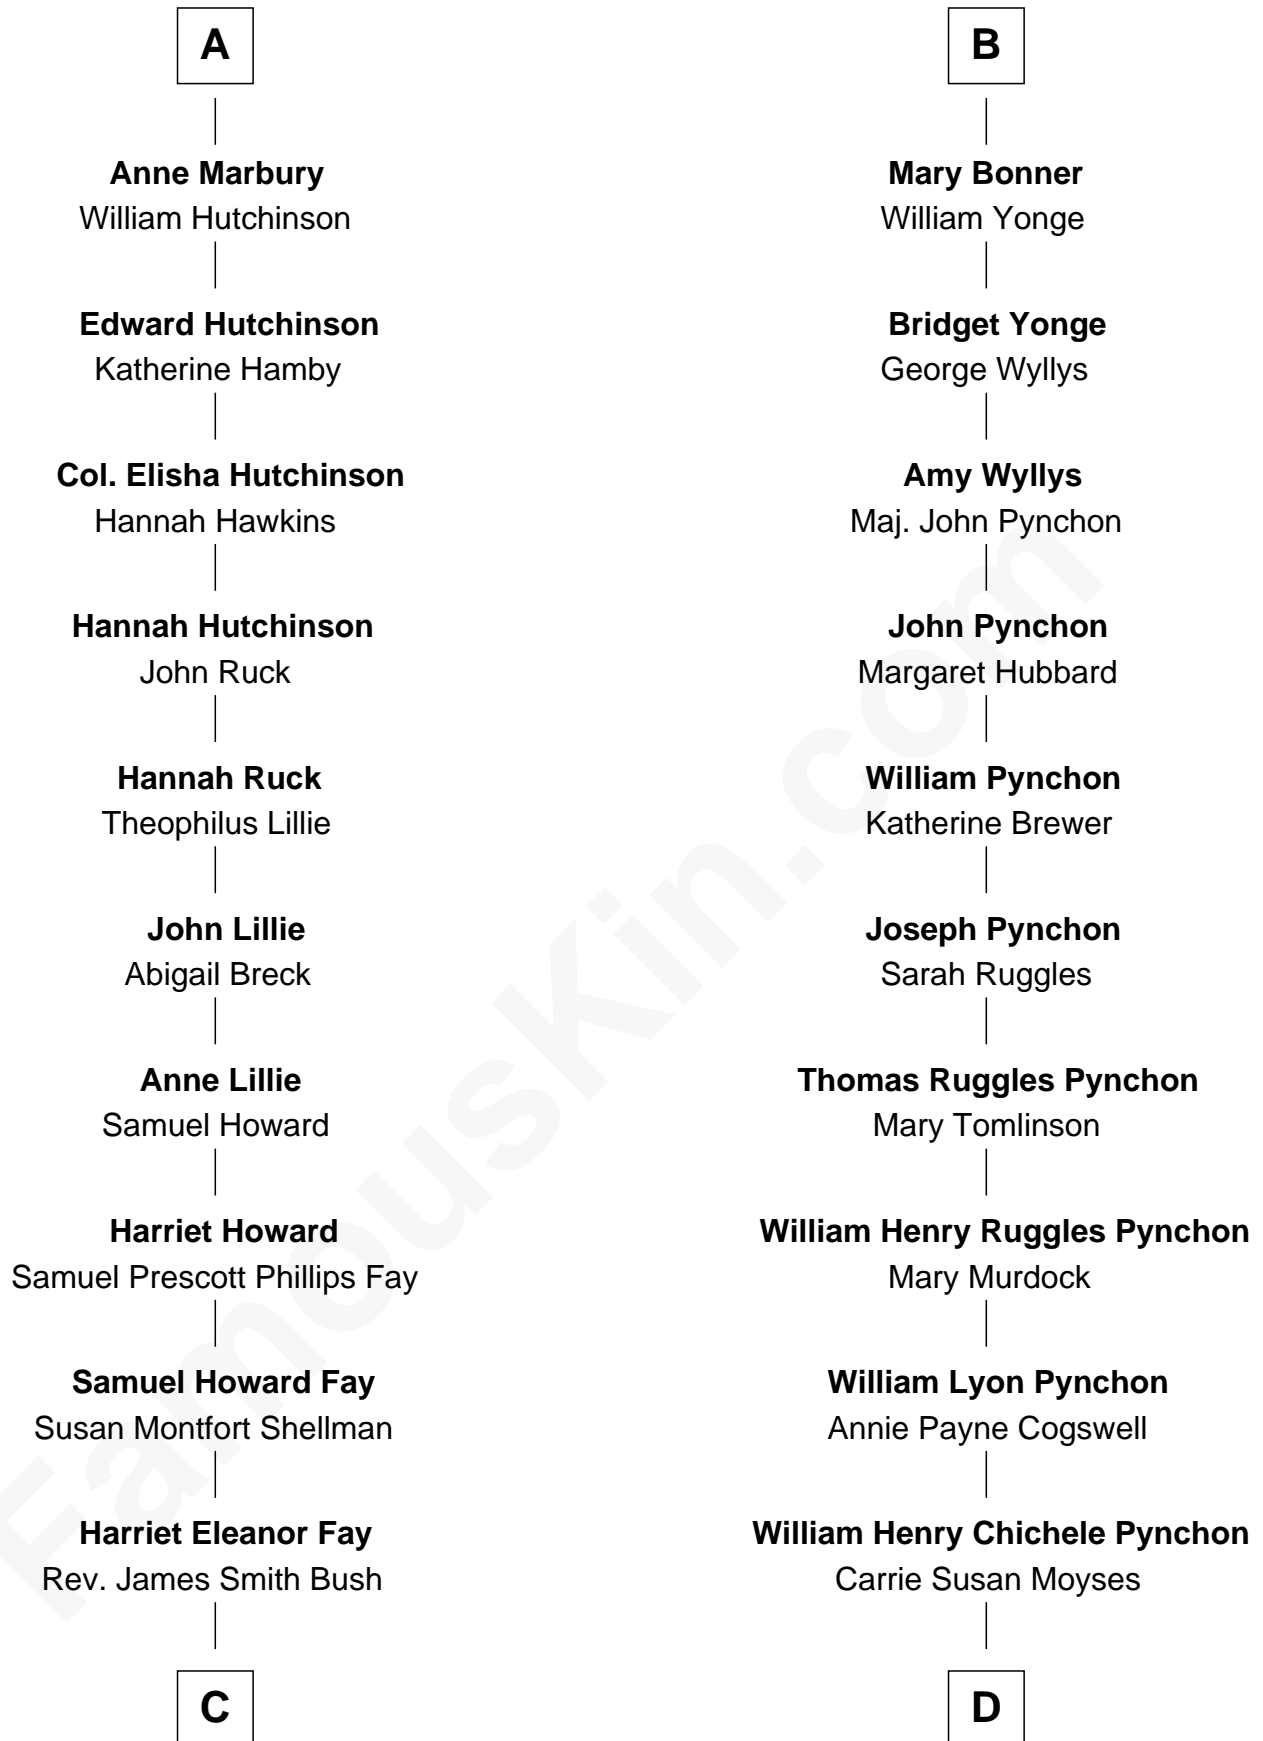 A
Anne Marbury
William Hutchinson
Edward Hutchinson
Katherine Hamby
Col. Elisha Hutchinson
Hannah Hawkins
Hannah Hutchinson
John Ruck
Hannah Ruck
Theophilus Lillie
John Lillie
Abigail Breck
Anne Lillie
Samuel Howard
Harriet Howard
Samuel Prescott Phillips Fay
Samuel Howard Fay
Susan Montfort Shellman
Harriet Eleanor Fay
Rev. James Smith Bush
C
B
Mary Bonner
William Yonge
Bridget Yonge
George Wyllys
Amy Wyllys
Maj. John Pynchon
John Pynchon
Margaret Hubbard
William Pynchon
Katherine Brewer
Joseph Pynchon
Sarah Ruggles
Thomas Ruggles Pynchon
Mary Tomlinson
William Henry Ruggles Pynchon
Mary Murdock
William Lyon Pynchon
Annie Payne Cogswell
William Henry Chichele Pynchon
Carrie Susan Moyses
D
FamousKin.com